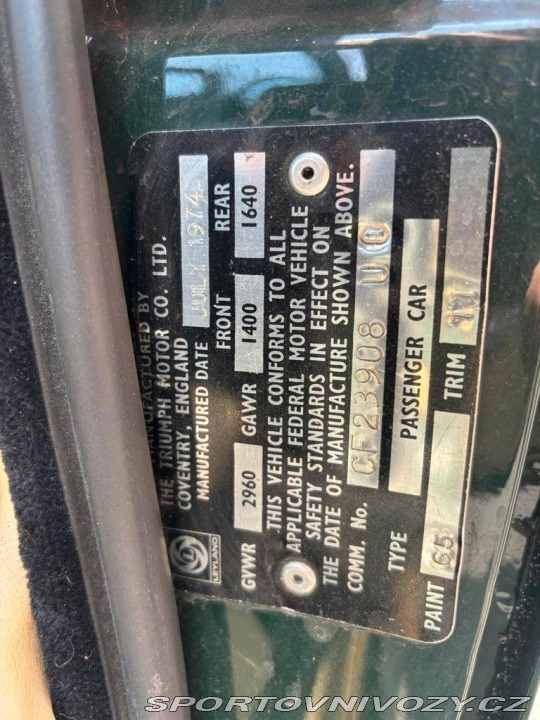 MANUFACTURED BY
THE TRIUMPH MOTOR CO. LTD.
COVENTRY, ENGLAND
MANUFACTURED DATE JULY 1974
FRONT REAR
GVWR 2960 GAWR 1400 1640
THIS VEHICLE CONFORMS TO ALL
APPLICABLE FEDERAL MOTOR VEHICLE
SAFETY STANDARDS IN EFFECT ON
THE DATE OF MANUFACTURE SHOWN ABOVE.
COMM. No. CF23908 UO
TYPE PASSENGER CAR
PAINT 65 TRIM 11
LEYLAND
SPORTOVNIVOZY.CZ